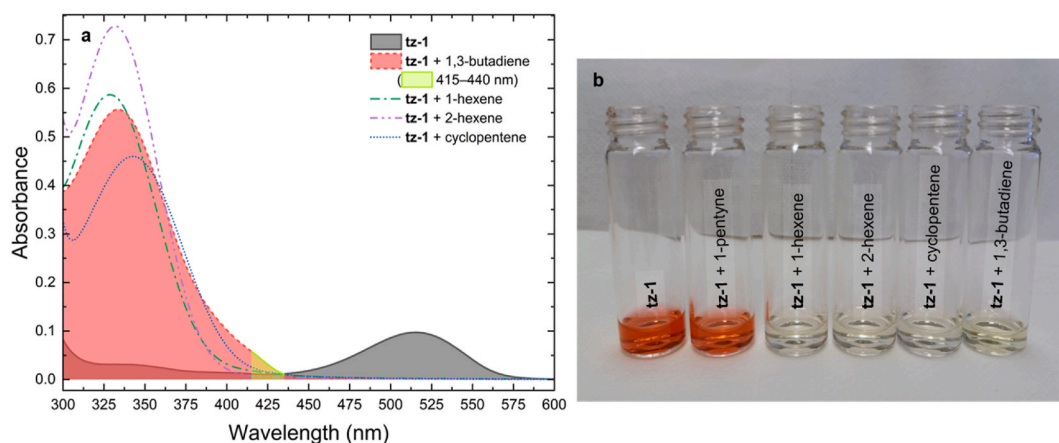 a
0.7
0.6
0.5
0.4
0.3
0.2
0.1
0.0
Absorbance
300 325 350 375 400 425 450 475 500 525 550 575 600
Wavelength (nm)
tz-1
tz-1 + 1,3-butadiene
( 415–440 nm)
tz-1 + 1-hexene
tz-1 + 2-hexene
tz-1 + cyclopentene
b
tz-1
tz-1 + 1-pentyne
tz-1 + 1-hexene
tz-1 + 2-hexene
tz-1 + cyclopentene
tz-1 + 1,3-butadiene